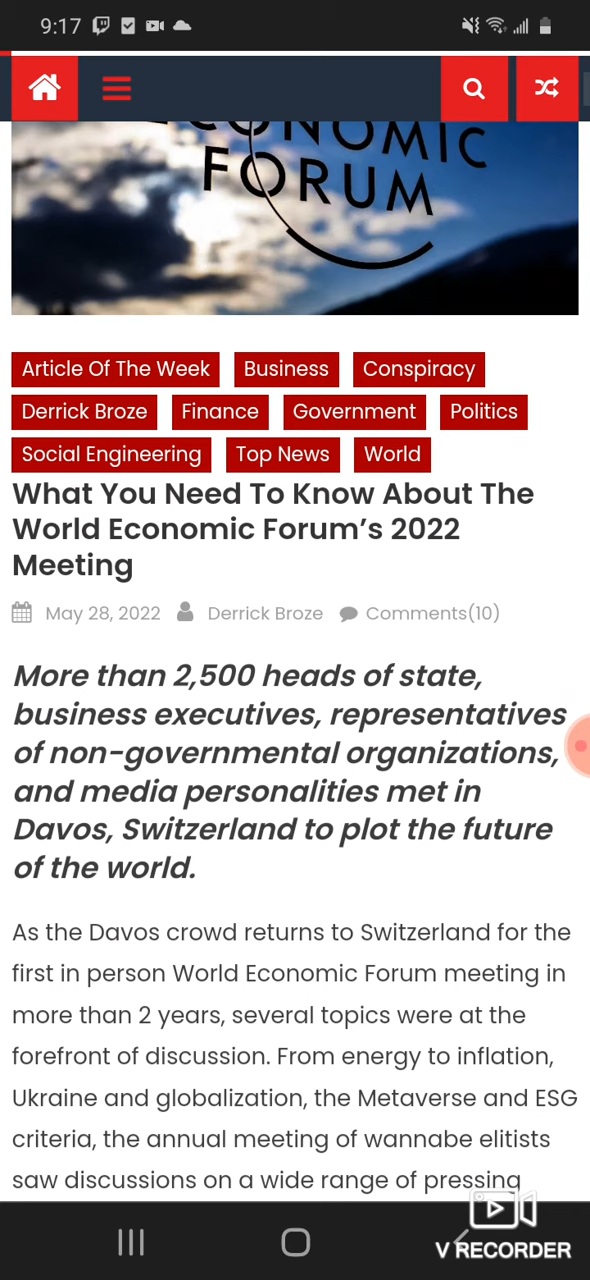 9:17
ECONOMIC
FORUM
Article Of The Week Business Conspiracy
Derrick Broze Finance Government Politics
Social Engineering Top News World
What You Need To Know About The
World Economic Forum’s 2022
Meeting
May 28, 2022 Derrick Broze Comments(10)
More than 2,500 heads of state,
business executives, representatives
of non-governmental organizations,
and media personalities met in
Davos, Switzerland to plot the future
of the world.
As the Davos crowd returns to Switzerland for the
first in person World Economic Forum meeting in
more than 2 years, several topics were at the
forefront of discussion. From energy to inflation,
Ukraine and globalization, the Metaverse and ESG
criteria, the annual meeting of wannabe elitists
saw discussions on a wide range of pressing
V RECORDER